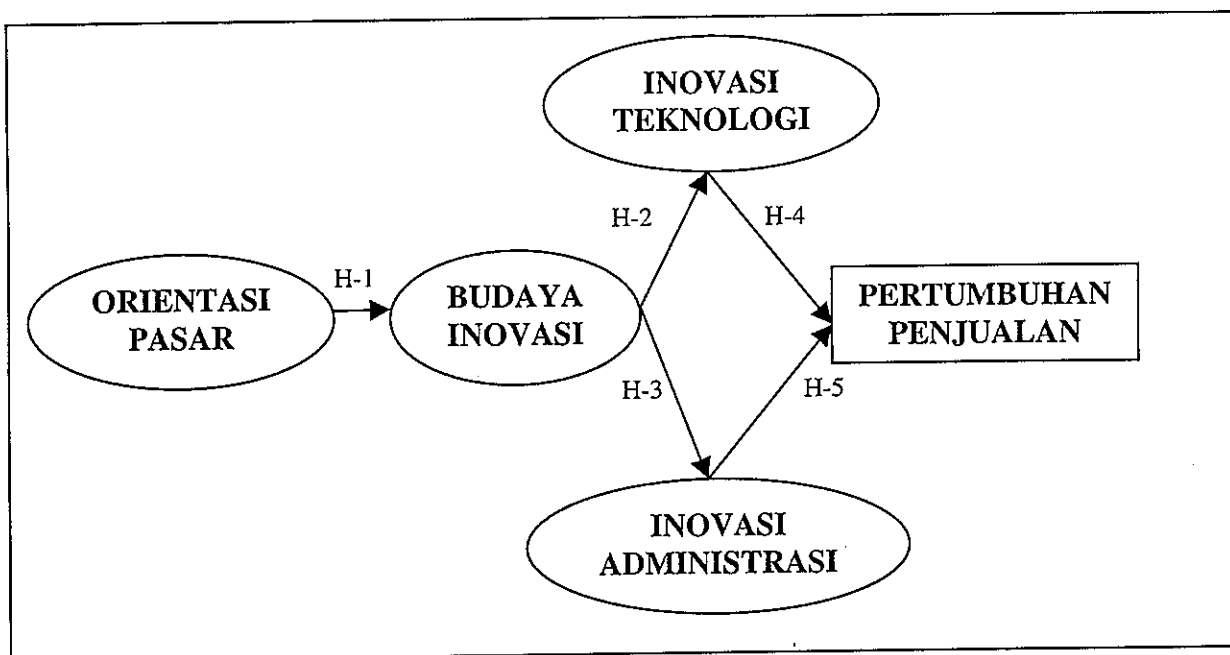 INOVASI
TEKNOLOGI
H-2
H-4
H-1
ORIENTASI
PASAR
BUDAYA
INOVASI
PERTUMBUHAN
PENJUALAN
H-3
H-5
INOVASI
ADMINISTRASI